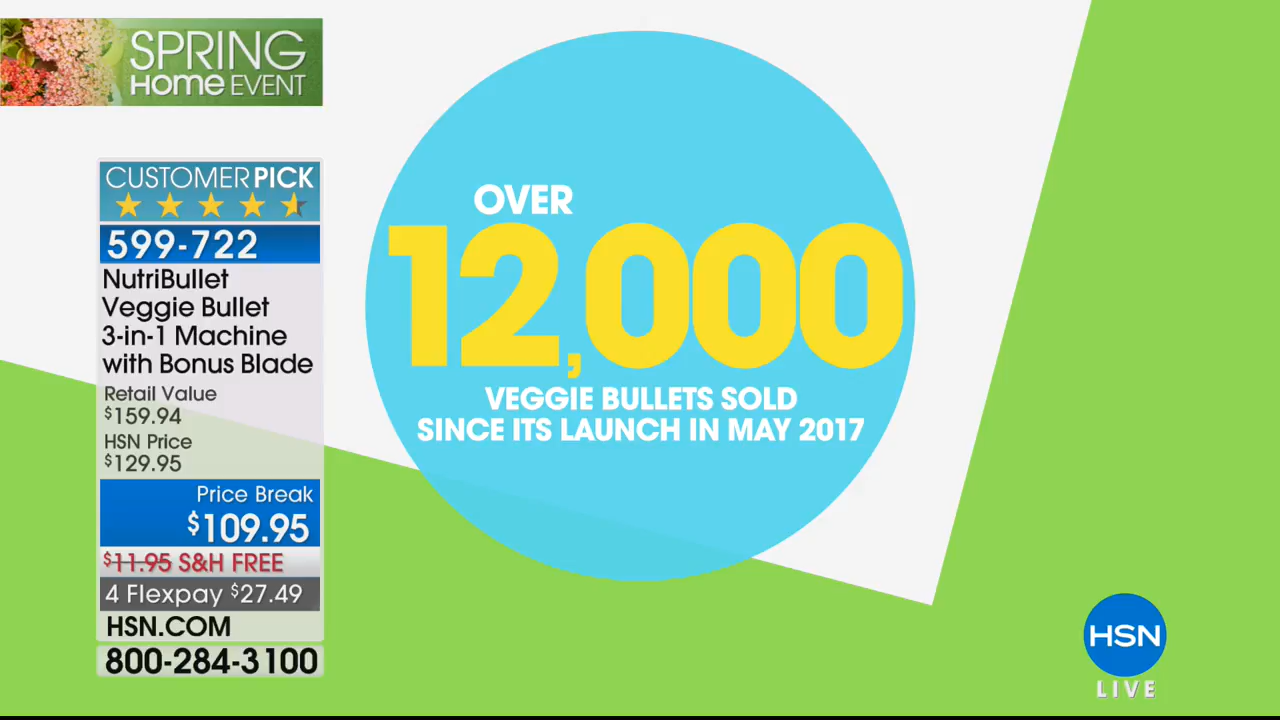 SPRING
Home EVENT
CUSTOMER PICK
599-722
NutriBullet
Veggie Bullet
3-in-1 Machine
with Bonus Blade
Retail Value
$159.94
HSN Price
$129.95
Price Break
$109.95
$11.95 S&H FREE
4 Flexpay $27.49
HSN.COM
800-284-3100
OVER
12,000
VEGGIE BULLETS SOLD
SINCE ITS LAUNCH IN MAY 2017
HSN
LIVE